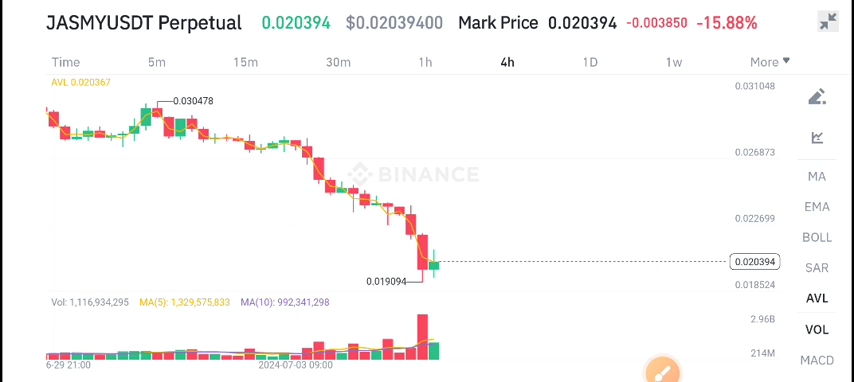 JASMYUSDT Perpetual 0.020394 $0.02039400 Mark Price 0.020394 -0.003850 -15.88%
Time 5m 15m 30m 1h 4h 1D 1w More
AVL 0.020367
0.031048
0.030478
0.026873
BINANCE
MA
EMA
0.022699
BOLL
0.020394
SAR
0.019094
0.018524
AVL
Vol: 1,116,934,295 MA(5): 1,329,575,833 MA(10): 992,341,298
2.96B
VOL
214M
MACD
6-29 21:00 2024-07-03 09:00